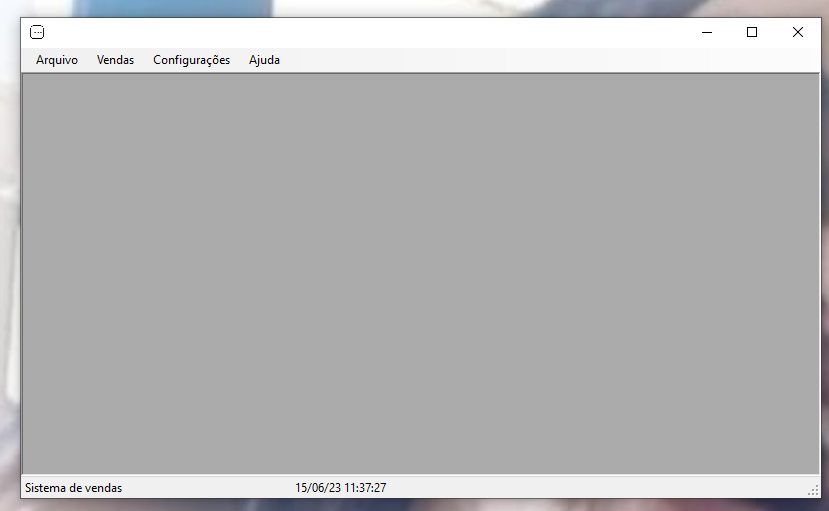 Arquivo Vendas Configurações Ajuda
Sistema de vendas 15/06/23 11:37:27